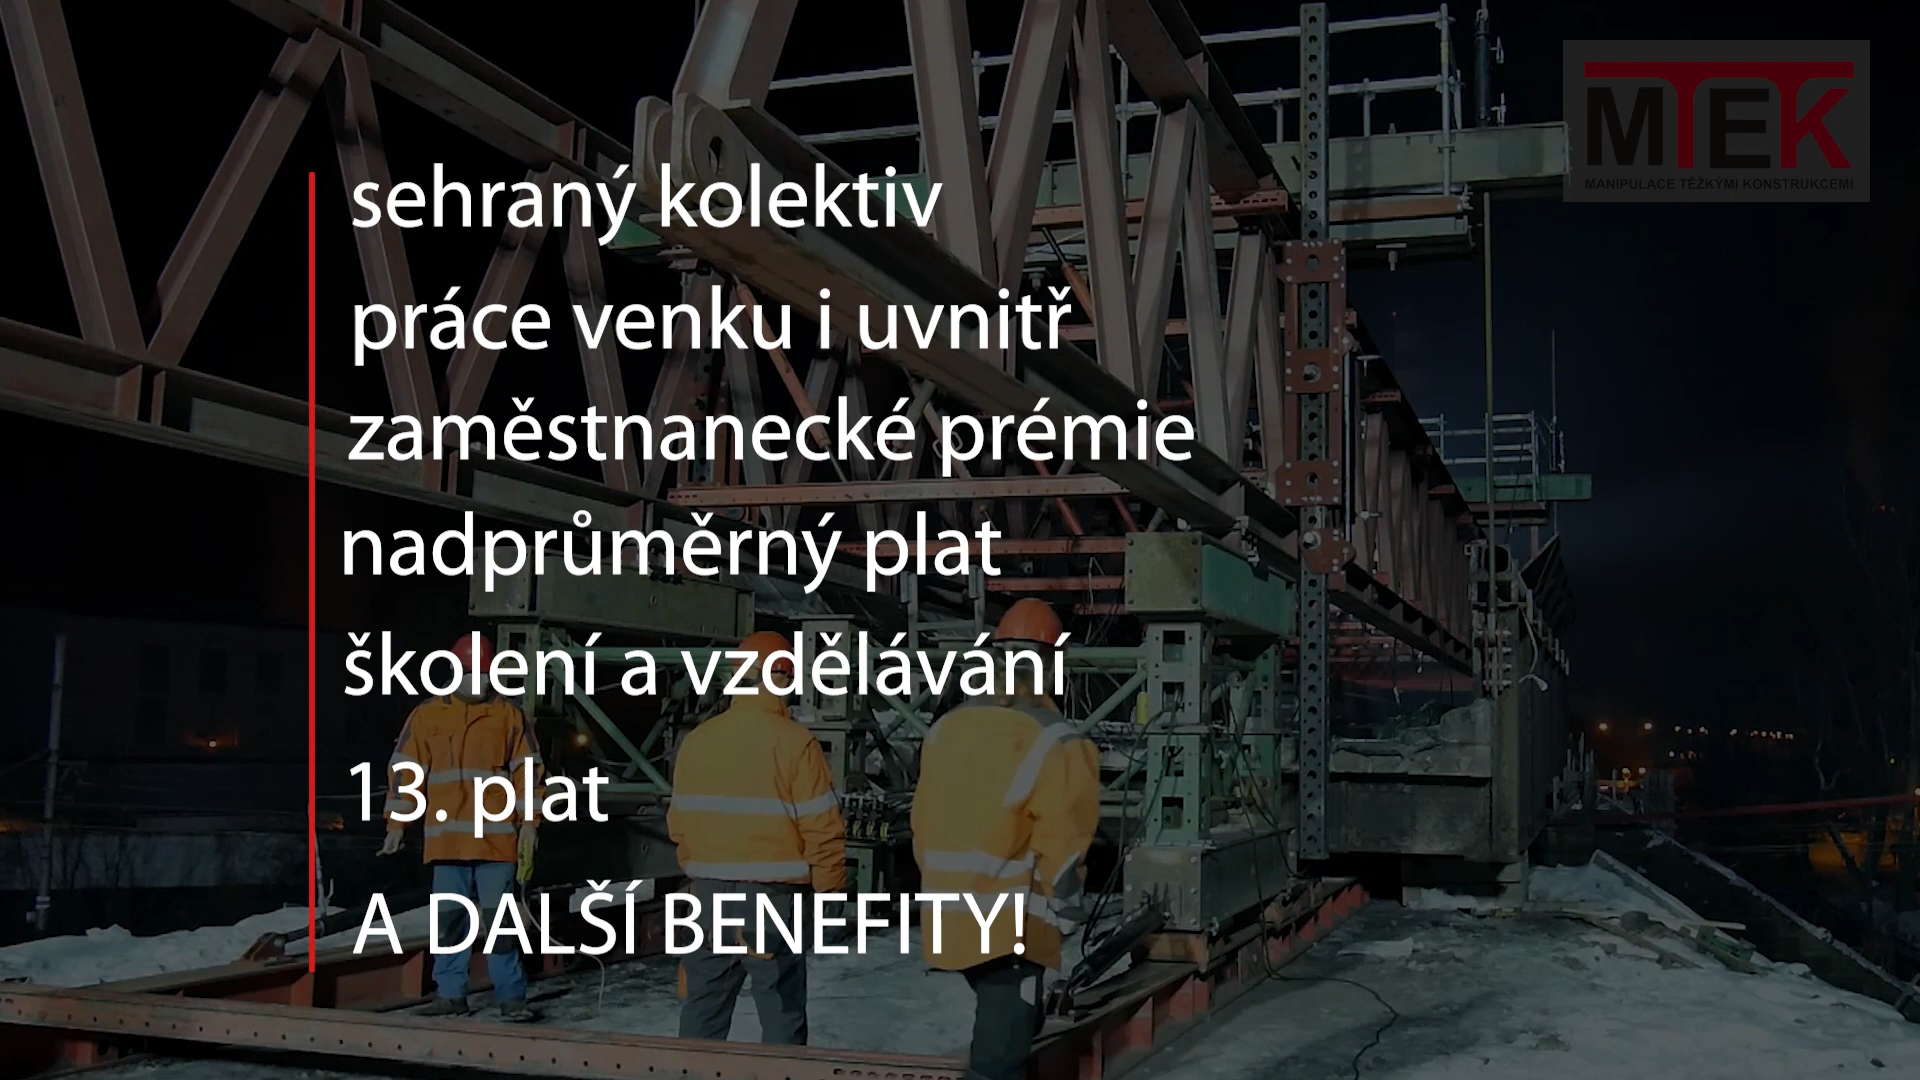 MTEK
MANIPULACE TĚŽKÝMI KONSTRUKCEMI
sehraný kolektiv
práce venku i uvnitř
zaměstnanecké prémie
nadprůměrný plat
školení a vzdělávání
13. plat
A DALŠÍ BENEFITY!